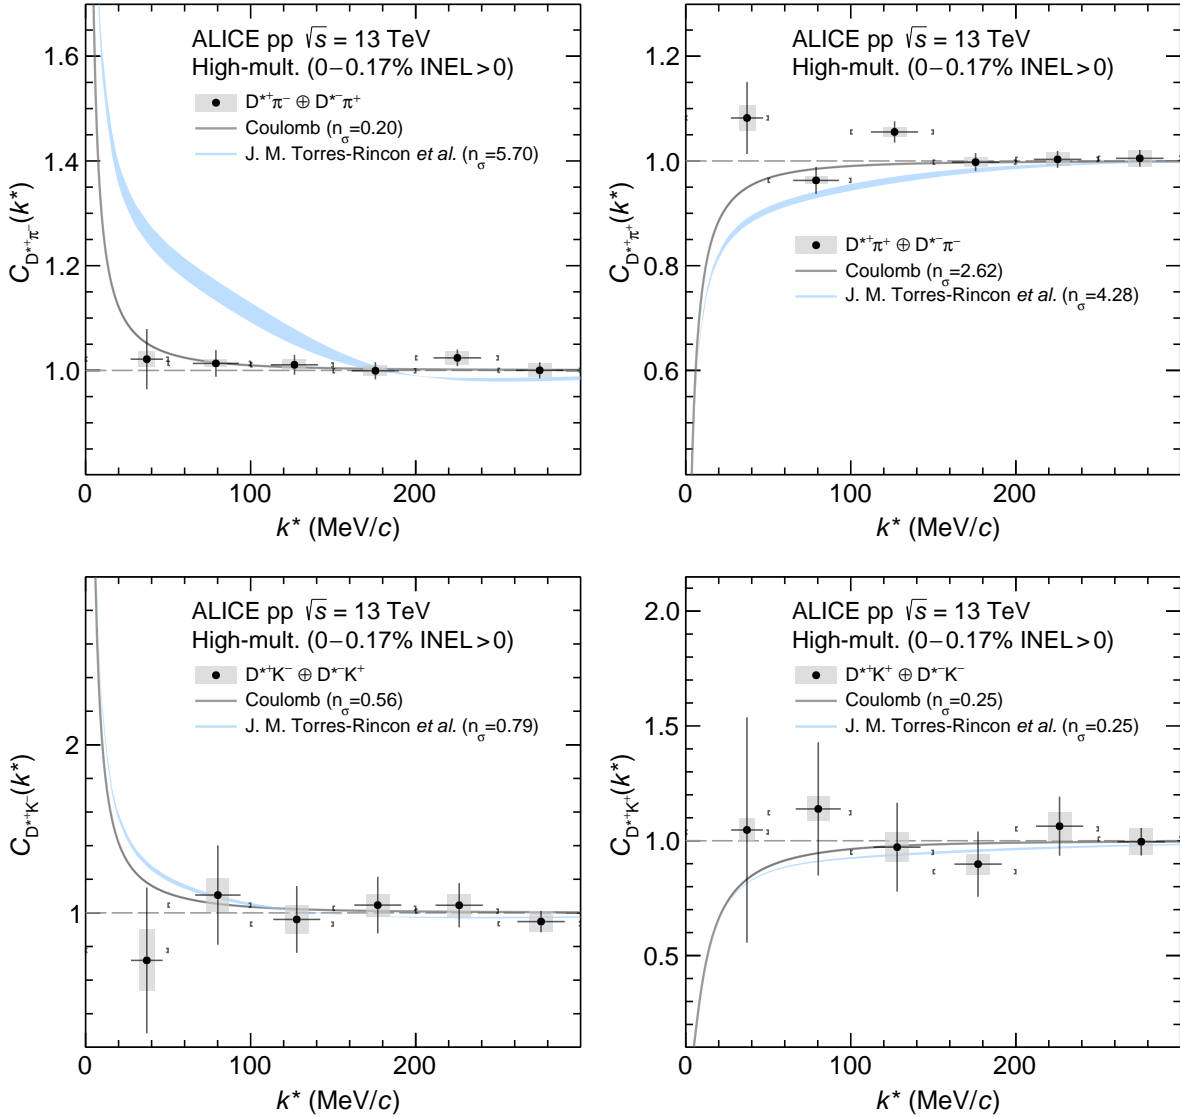 ALICE pp √s = 13 TeV
High-mult. (0−0.17% INEL>0)
D*⁺π⁻ ⊕ D*⁻π⁺
Coulomb (nσ=0.20)
J. M. Torres-Rincon et al. (nσ=5.70)
1.6
1.4
1.2
1.0
C D*⁺π⁻(k*)
0
100
200
k* (MeV/c)
ALICE pp √s = 13 TeV
High-mult. (0−0.17% INEL>0)
1.2
1.0
0.8
0.6
C D*⁺π⁺(k*)
D*⁺π⁺ ⊕ D*⁻π⁻
Coulomb (nσ=2.62)
J. M. Torres-Rincon et al. (nσ=4.28)
0
100
200
k* (MeV/c)
ALICE pp √s = 13 TeV
High-mult. (0−0.17% INEL>0)
D*⁺K⁻ ⊕ D*⁻K⁺
Coulomb (nσ=0.56)
J. M. Torres-Rincon et al. (nσ=0.79)
2
1
C D*⁺K⁻(k*)
0
100
200
k* (MeV/c)
ALICE pp √s = 13 TeV
High-mult. (0−0.17% INEL>0)
D*⁺K⁺ ⊕ D*⁻K⁻
Coulomb (nσ=0.25)
J. M. Torres-Rincon et al. (nσ=0.25)
2.0
1.5
1.0
0.5
C D*⁺K⁺(k*)
0
100
200
k* (MeV/c)